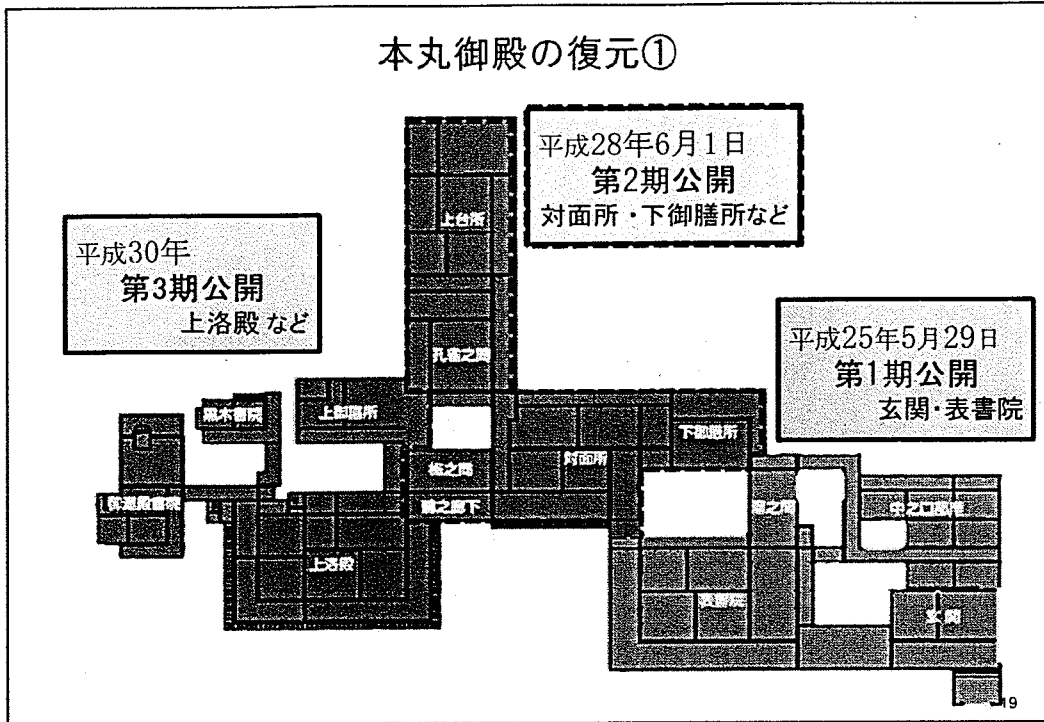 本丸御殿の復元①
平成28年6月1日
第2期公開
対面所・下御膳所など
平成30年
第3期公開
上洛殿など
平成25年5月29日
第1期公開
玄関・表書院
上台所
孔雀之間
黒木書院
上御膳所
下御膳所
梅之間
対面所
鷺之廊下
上洛殿
表書院
玄関
19